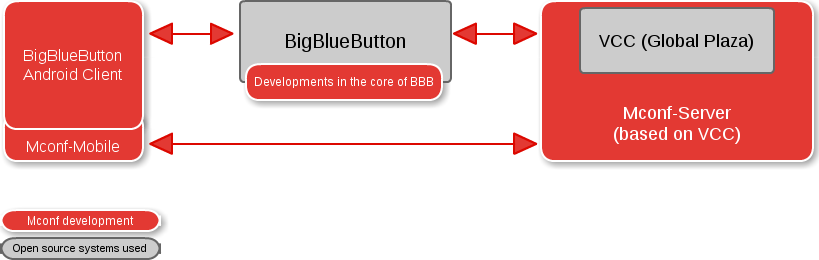 BigBlueButton
Android Client
Mconf-Mobile
BigBlueButton
Developments in the core of BBB
VCC (Global Plaza)
Mconf-Server
(based on VCC)
Mconf development
Open source systems used